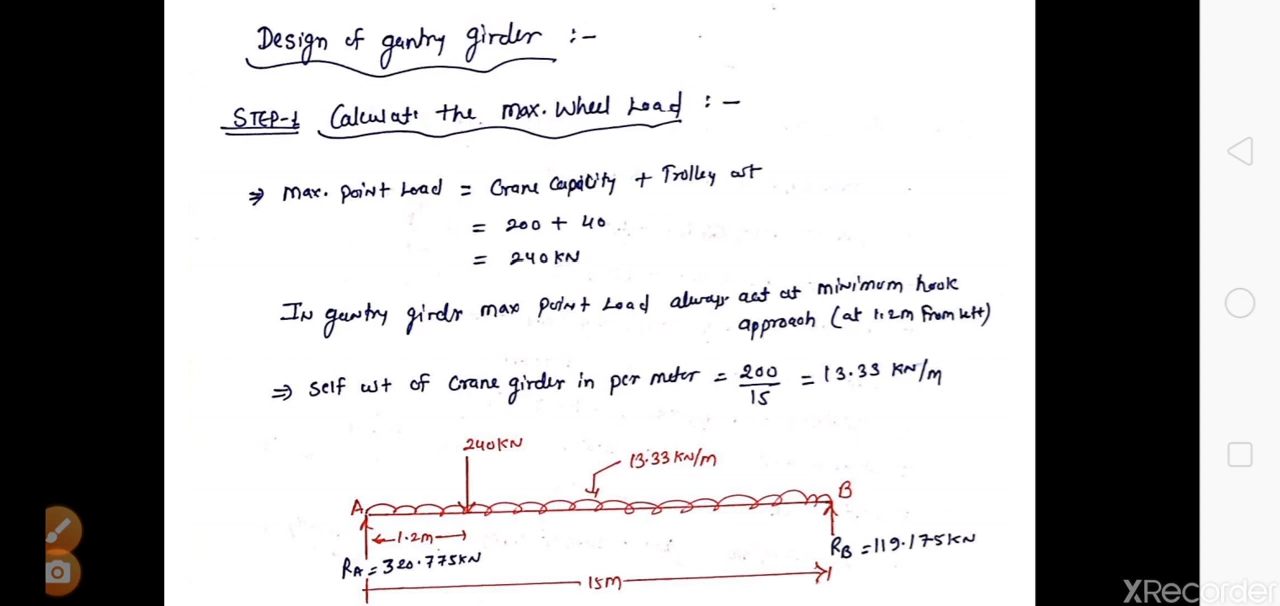 Design of gantry girder :-
STEP-1 Calculate the max. Wheel Load :-
⇒ Max. Point Load = Crane Capacity + Trolley wt
= 200 + 40
= 240 KN
In gantry girder max point Load always act at minimum hook
approach (at 1.2m from left)
⇒ Self wt of Crane girder in per meter = 200/15 = 13.33 KN/m
240KN
13.33 KN/m
A
B
1.2m
RA = 320.775KN
RB = 119.175KN
15m
XRecorder